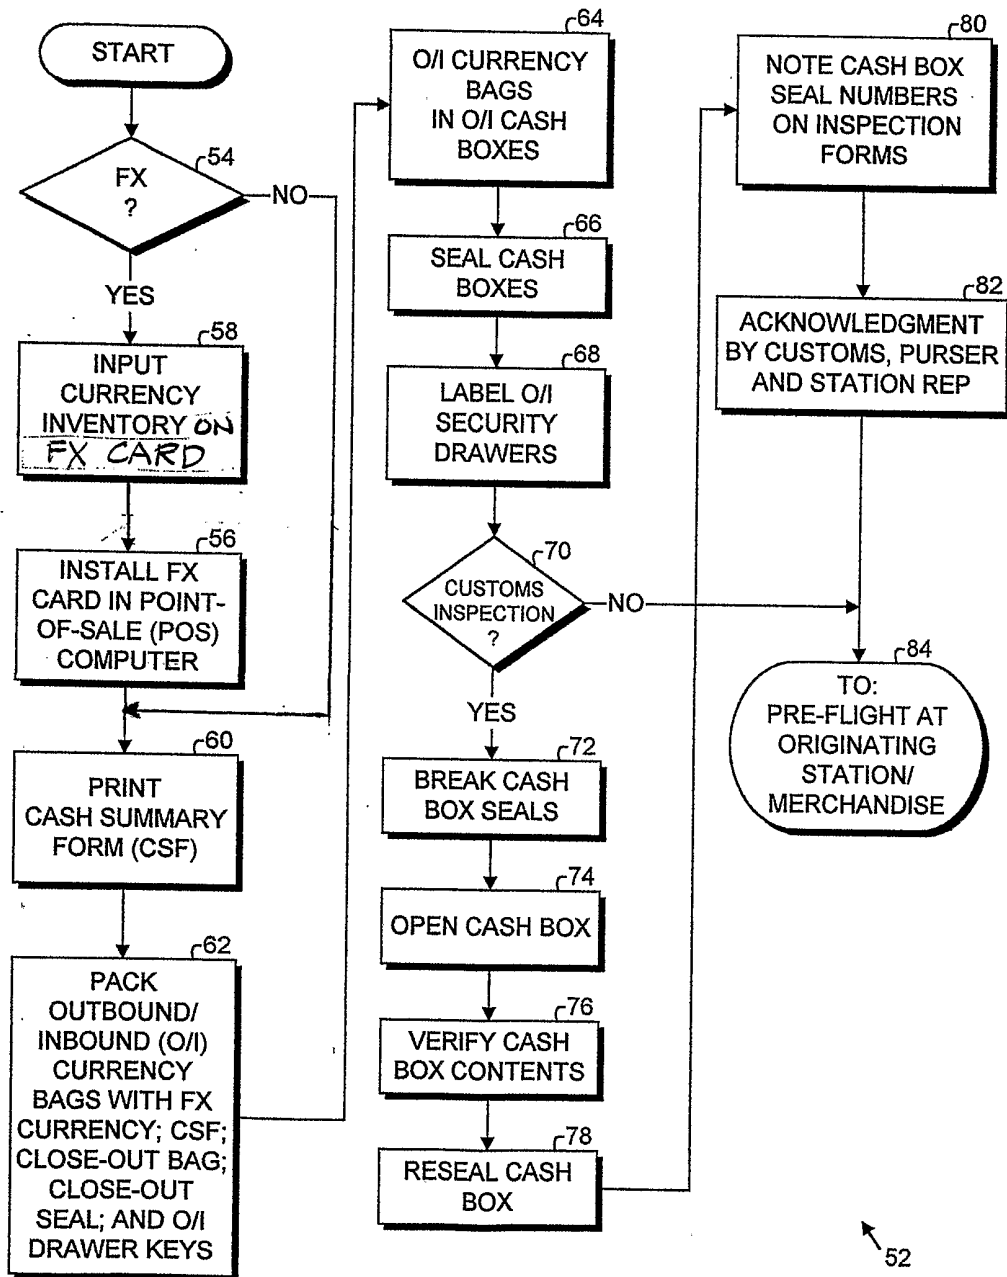 START
54
FX
?
NO
YES
58
INPUT
CURRENCY
INVENTORY ON
FX CARD
56
INSTALL FX
CARD IN POINT-
OF-SALE (POS)
COMPUTER
60
PRINT
CASH SUMMARY
FORM (CSF)
62
PACK
OUTBOUND/
INBOUND (O/I)
CURRENCY
BAGS WITH FX
CURRENCY; CSF;
CLOSE-OUT BAG;
CLOSE-OUT
SEAL; AND O/I
DRAWER KEYS
64
O/I CURRENCY
BAGS
IN O/I CASH
BOXES
66
SEAL CASH
BOXES
68
LABEL O/I
SECURITY
DRAWERS
70
CUSTOMS
INSPECTION
?
NO
YES
72
BREAK CASH
BOX SEALS
74
OPEN CASH BOX
76
VERIFY CASH
BOX CONTENTS
78
RESEAL CASH
BOX
80
NOTE CASH BOX
SEAL NUMBERS
ON INSPECTION
FORMS
82
ACKNOWLEDGMENT
BY CUSTOMS, PURSER
AND STATION REP
84
TO:
PRE-FLIGHT AT
ORIGINATING
STATION/
MERCHANDISE
52